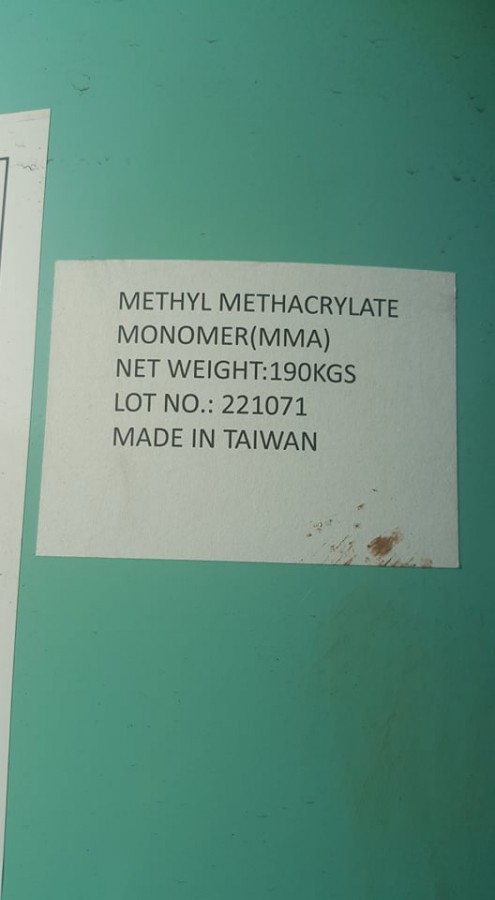 METHYL METHACRYLATE
MONOMER(MMA)
NET WEIGHT:190KGS
LOT NO.: 221071
MADE IN TAIWAN